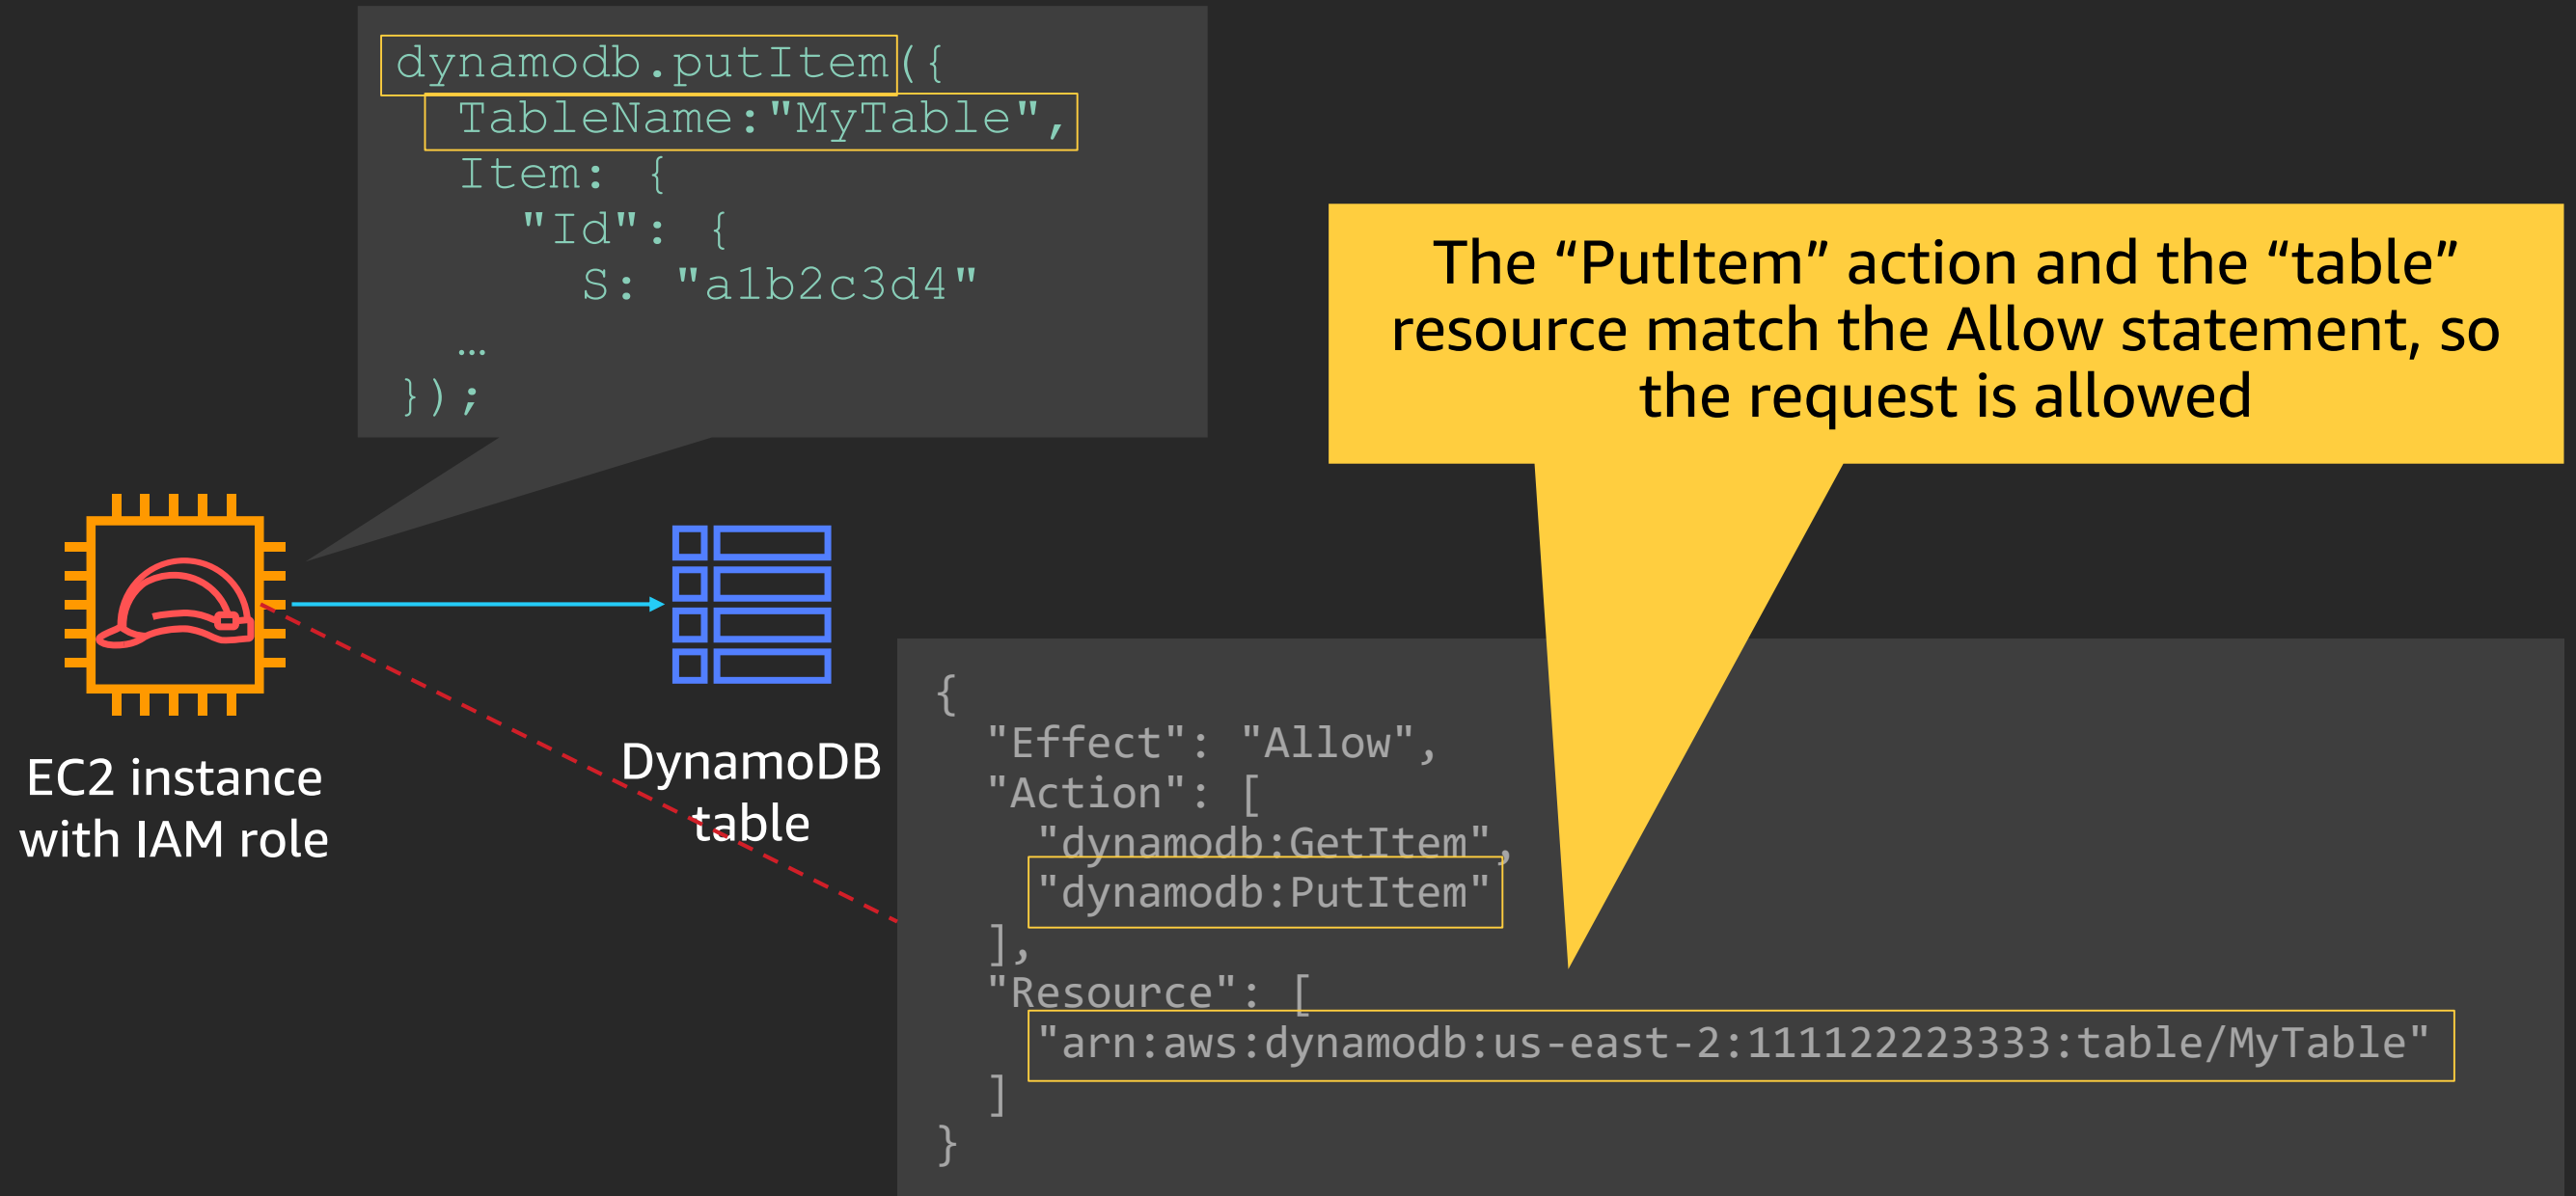 dynamodb.putItem({
TableName:"MyTable",
Item: {
"Id": {
S: "a1b2c3d4"
…
});
The “PutItem” action and the “table”
resource match the Allow statement, so
the request is allowed
EC2 instance
with IAM role
DynamoDB
table
{
"Effect": "Allow",
"Action": [
"dynamodb:GetItem",
"dynamodb:PutItem"
],
"Resource": [
"arn:aws:dynamodb:us-east-2:111122223333:table/MyTable"
]
}